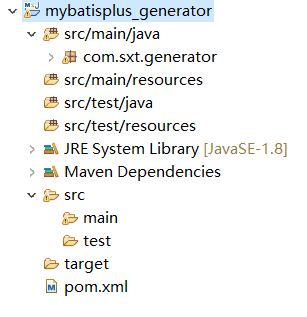 mybatisplus_generator
src/main/java
com.sxt.generator
src/main/resources
src/test/java
src/test/resources
JRE System Library [JavaSE-1.8]
Maven Dependencies
src
main
test
target
pom.xml